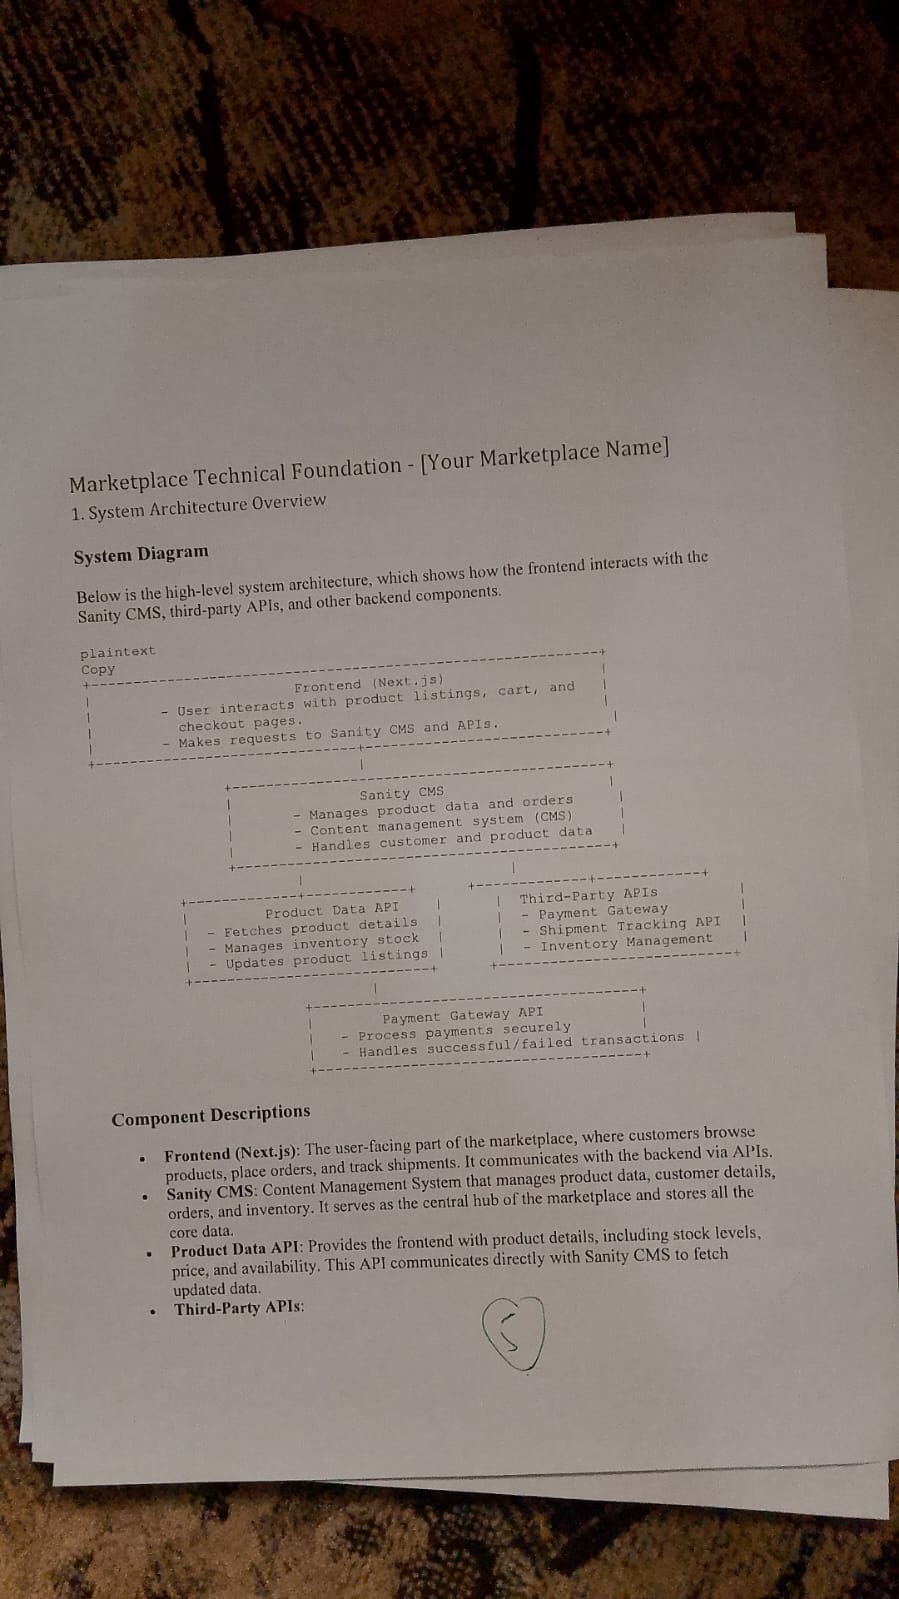 Marketplace Technical Foundation - [Your Marketplace Name]
1. System Architecture Overview
System Diagram
Below is the high-level system architecture, which shows how the frontend interacts with the
Sanity CMS, third-party APIs, and other backend components.
plaintext
Copy
Frontend (Next.js)
- User interacts with product listings, cart, and
checkout pages.
- Makes requests to Sanity CMS and APIs.
Sanity CMS
- Manages product data and orders
- Content management system (CMS)
- Handles customer and product data
Product Data API
- Fetches product details
- Manages inventory stock
- Updates product listings
Third-Party APIs
- Payment Gateway
- Shipment Tracking API
- Inventory Management
Payment Gateway API
- Process payments securely
- Handles successful/failed transactions |
Component Descriptions
• Frontend (Next.js): The user-facing part of the marketplace, where customers browse
products, place orders, and track shipments. It communicates with the backend via APIs.
• Sanity CMS: Content Management System that manages product data, customer details,
orders, and inventory. It serves as the central hub of the marketplace and stores all the
core data.
• Product Data API: Provides the frontend with product details, including stock levels,
price, and availability. This API communicates directly with Sanity CMS to fetch
updated data.
• Third-Party APIs: